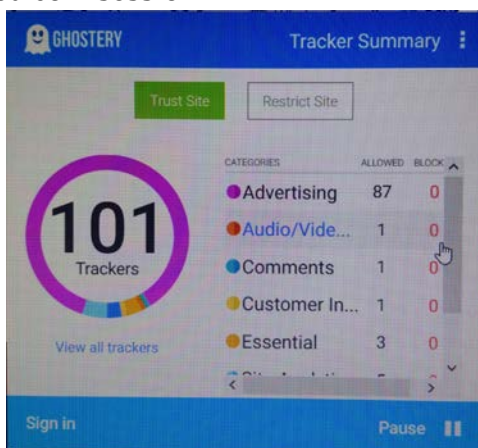 GHOSTERY Tracker Summary
Trust Site Restrict Site
CATEGORIES ALLOWED BLOCK
Advertising 87 0
Audio/Vide... 1 0
Comments 1 0
Customer In... 1 0
Essential 3 0
101
Trackers
View all trackers
Sign in Pause